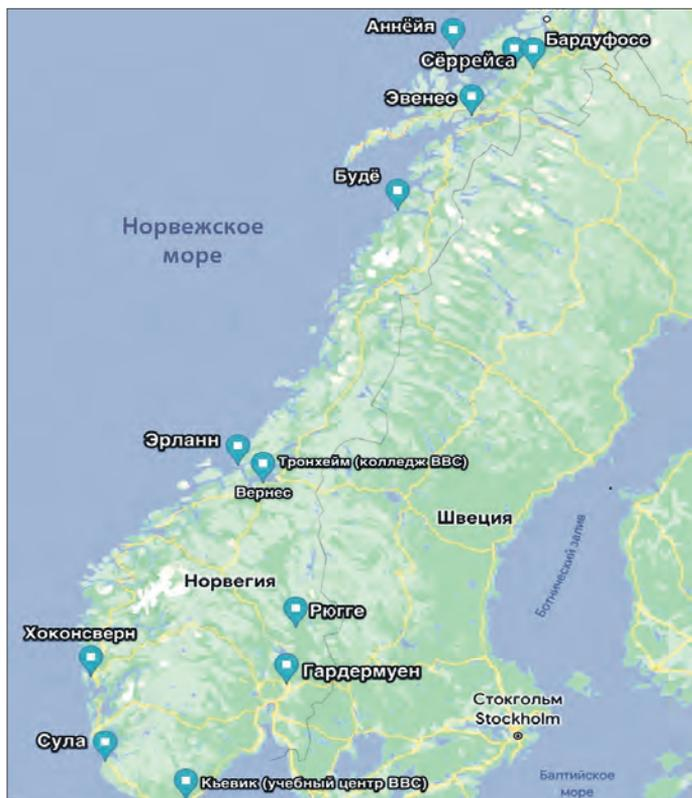 Аннёйя
Бардуфосс
Сёррейса
Эвенес
Будё
Норвежское
море
Эрланн
Тронхейм (колледж ВВС)
Вернес
Швеция
Ботнический залив
Норвегия
Рюгге
Хоконсверн
Гардермуен
Стокгольм
Stockholm
Сула
Кьевик (учебный центр ВВС)
Балтийское
море